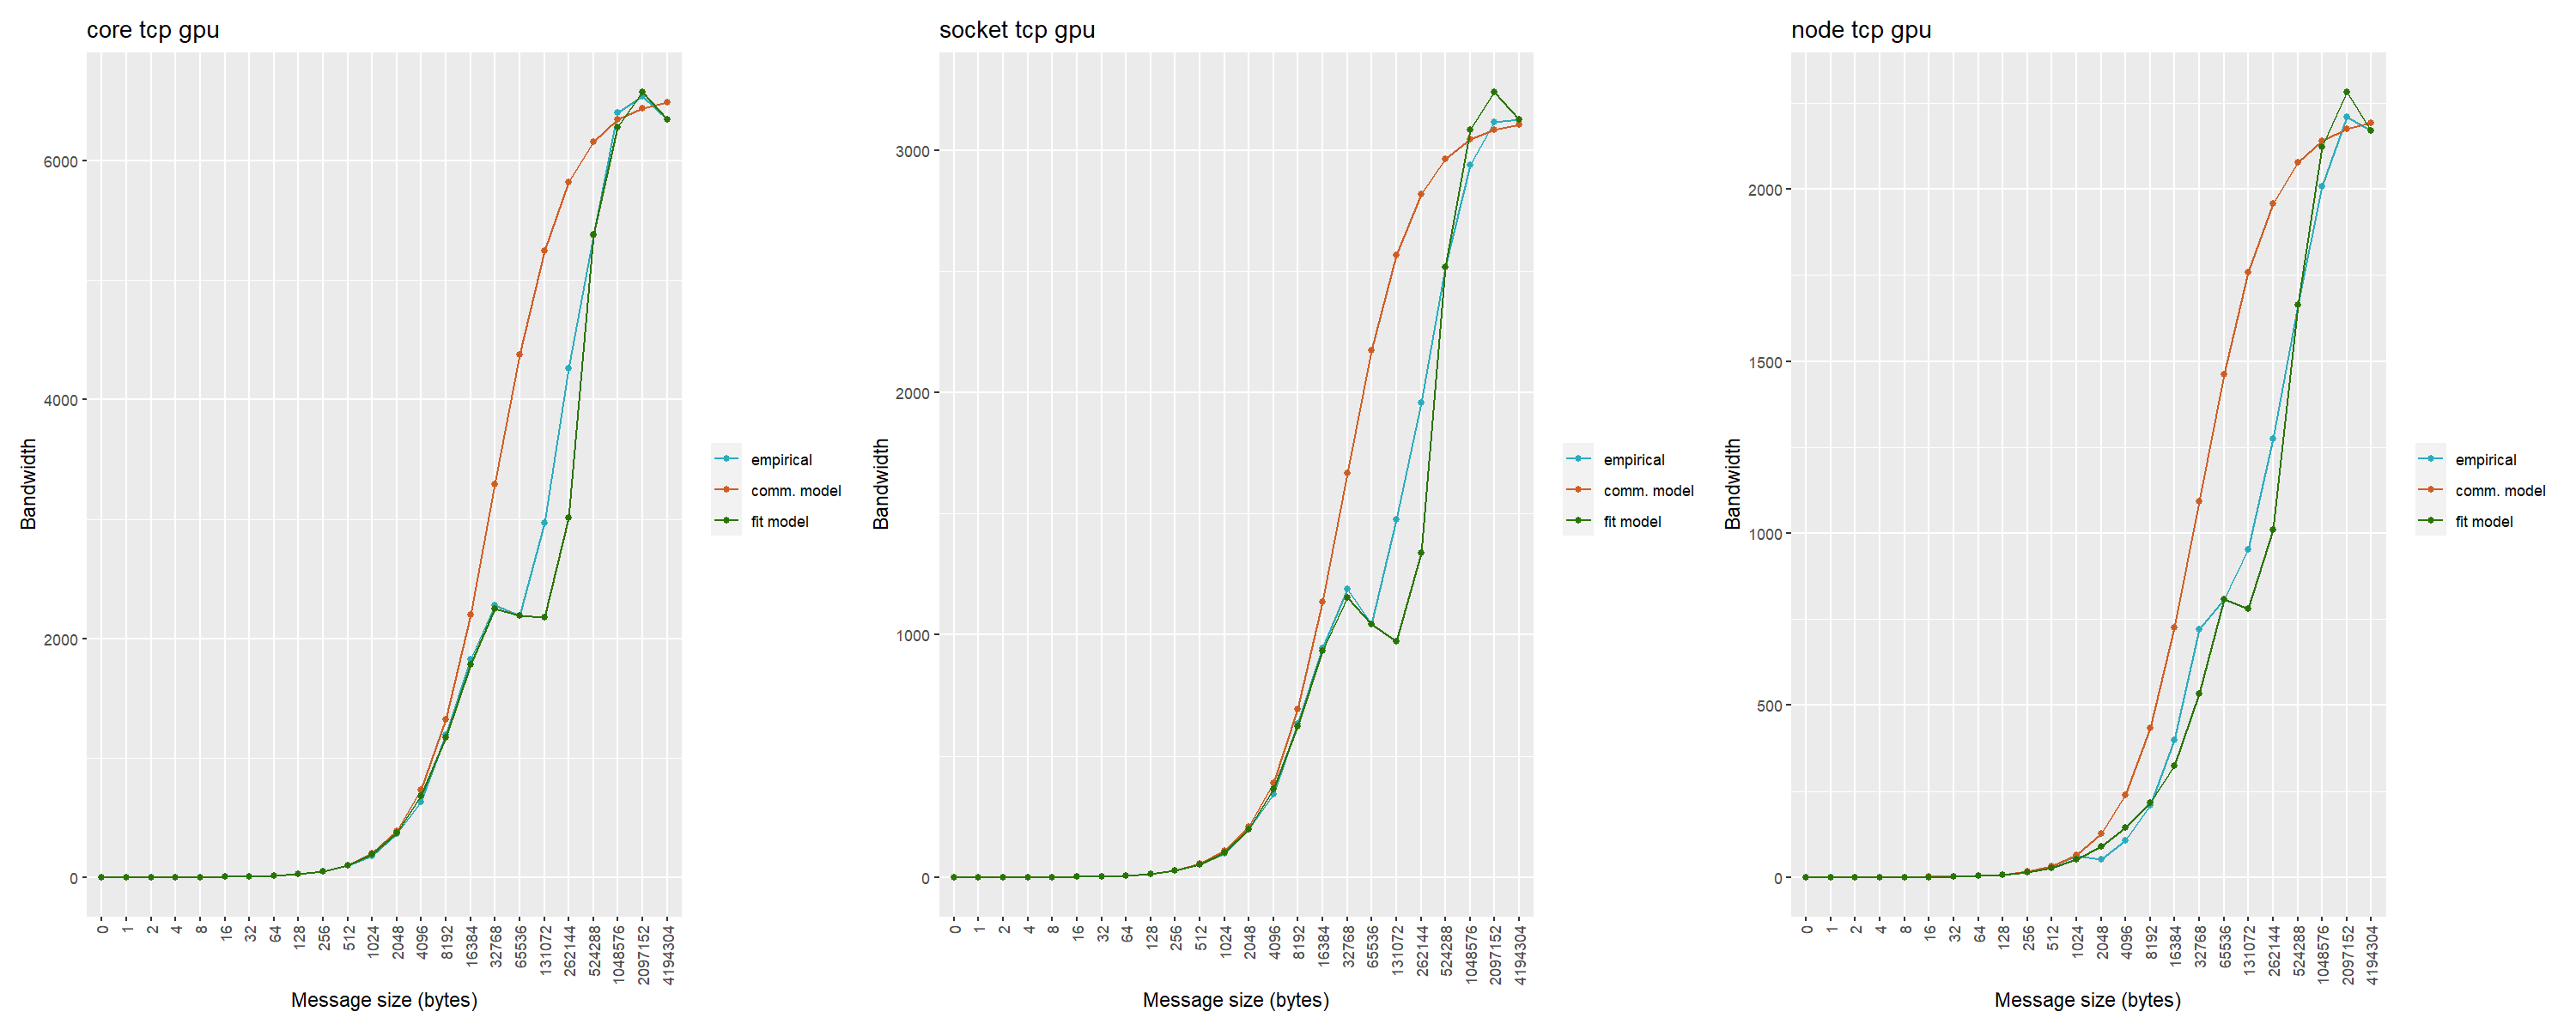 core tcp gpu
Bandwidth
6000
4000
2000
0
0 1 2 4 8 16 32 64 128 256 512 1024 2048 4096 8192 16384 32768 65536 131072 262144 524288 1048576 2097152 4194304
Message size (bytes)
empirical
comm. model
fit model
socket tcp gpu
Bandwidth
3000
2000
1000
0
0 1 2 4 8 16 32 64 128 256 512 1024 2048 4096 8192 16384 32768 65536 131072 262144 524288 1048576 2097152 4194304
Message size (bytes)
empirical
comm. model
fit model
node tcp gpu
Bandwidth
2000
1500
1000
500
0
0 1 2 4 8 16 32 64 128 256 512 1024 2048 4096 8192 16384 32768 65536 131072 262144 524288 1048576 2097152 4194304
Message size (bytes)
empirical
comm. model
fit model